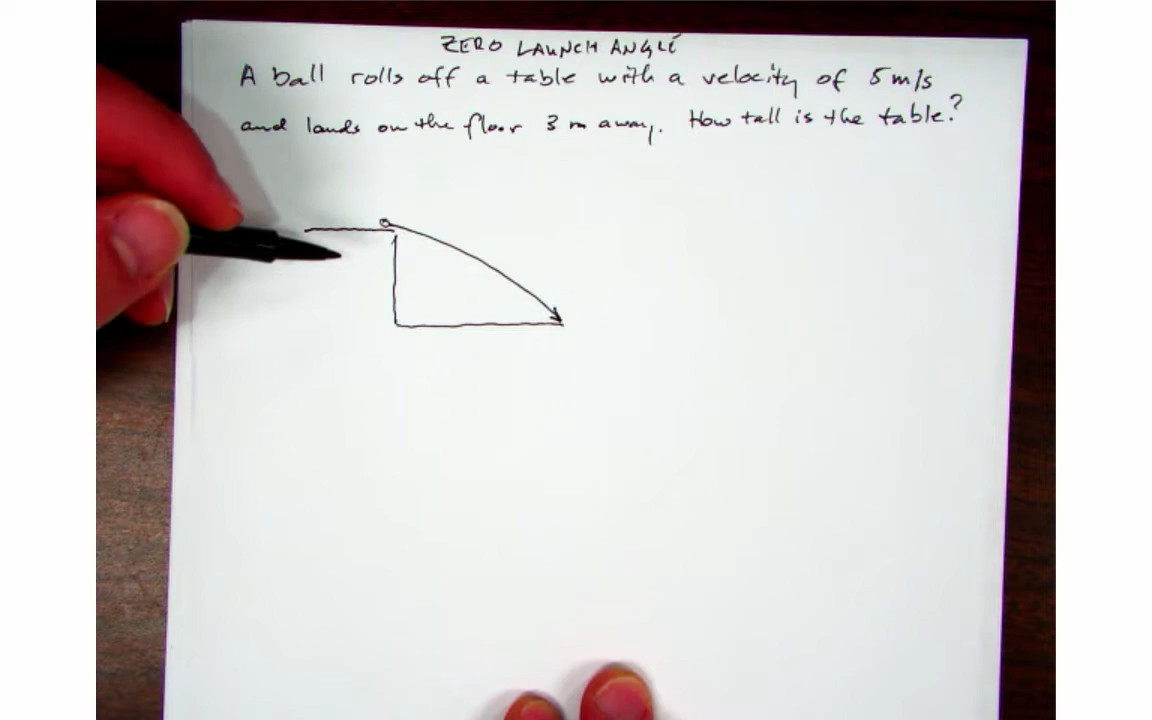 ZERO LAUNCH ANGLE
A ball rolls off a table with a velocity of 5 m/s
and lands on the floor 3 m away. How tall is the table?